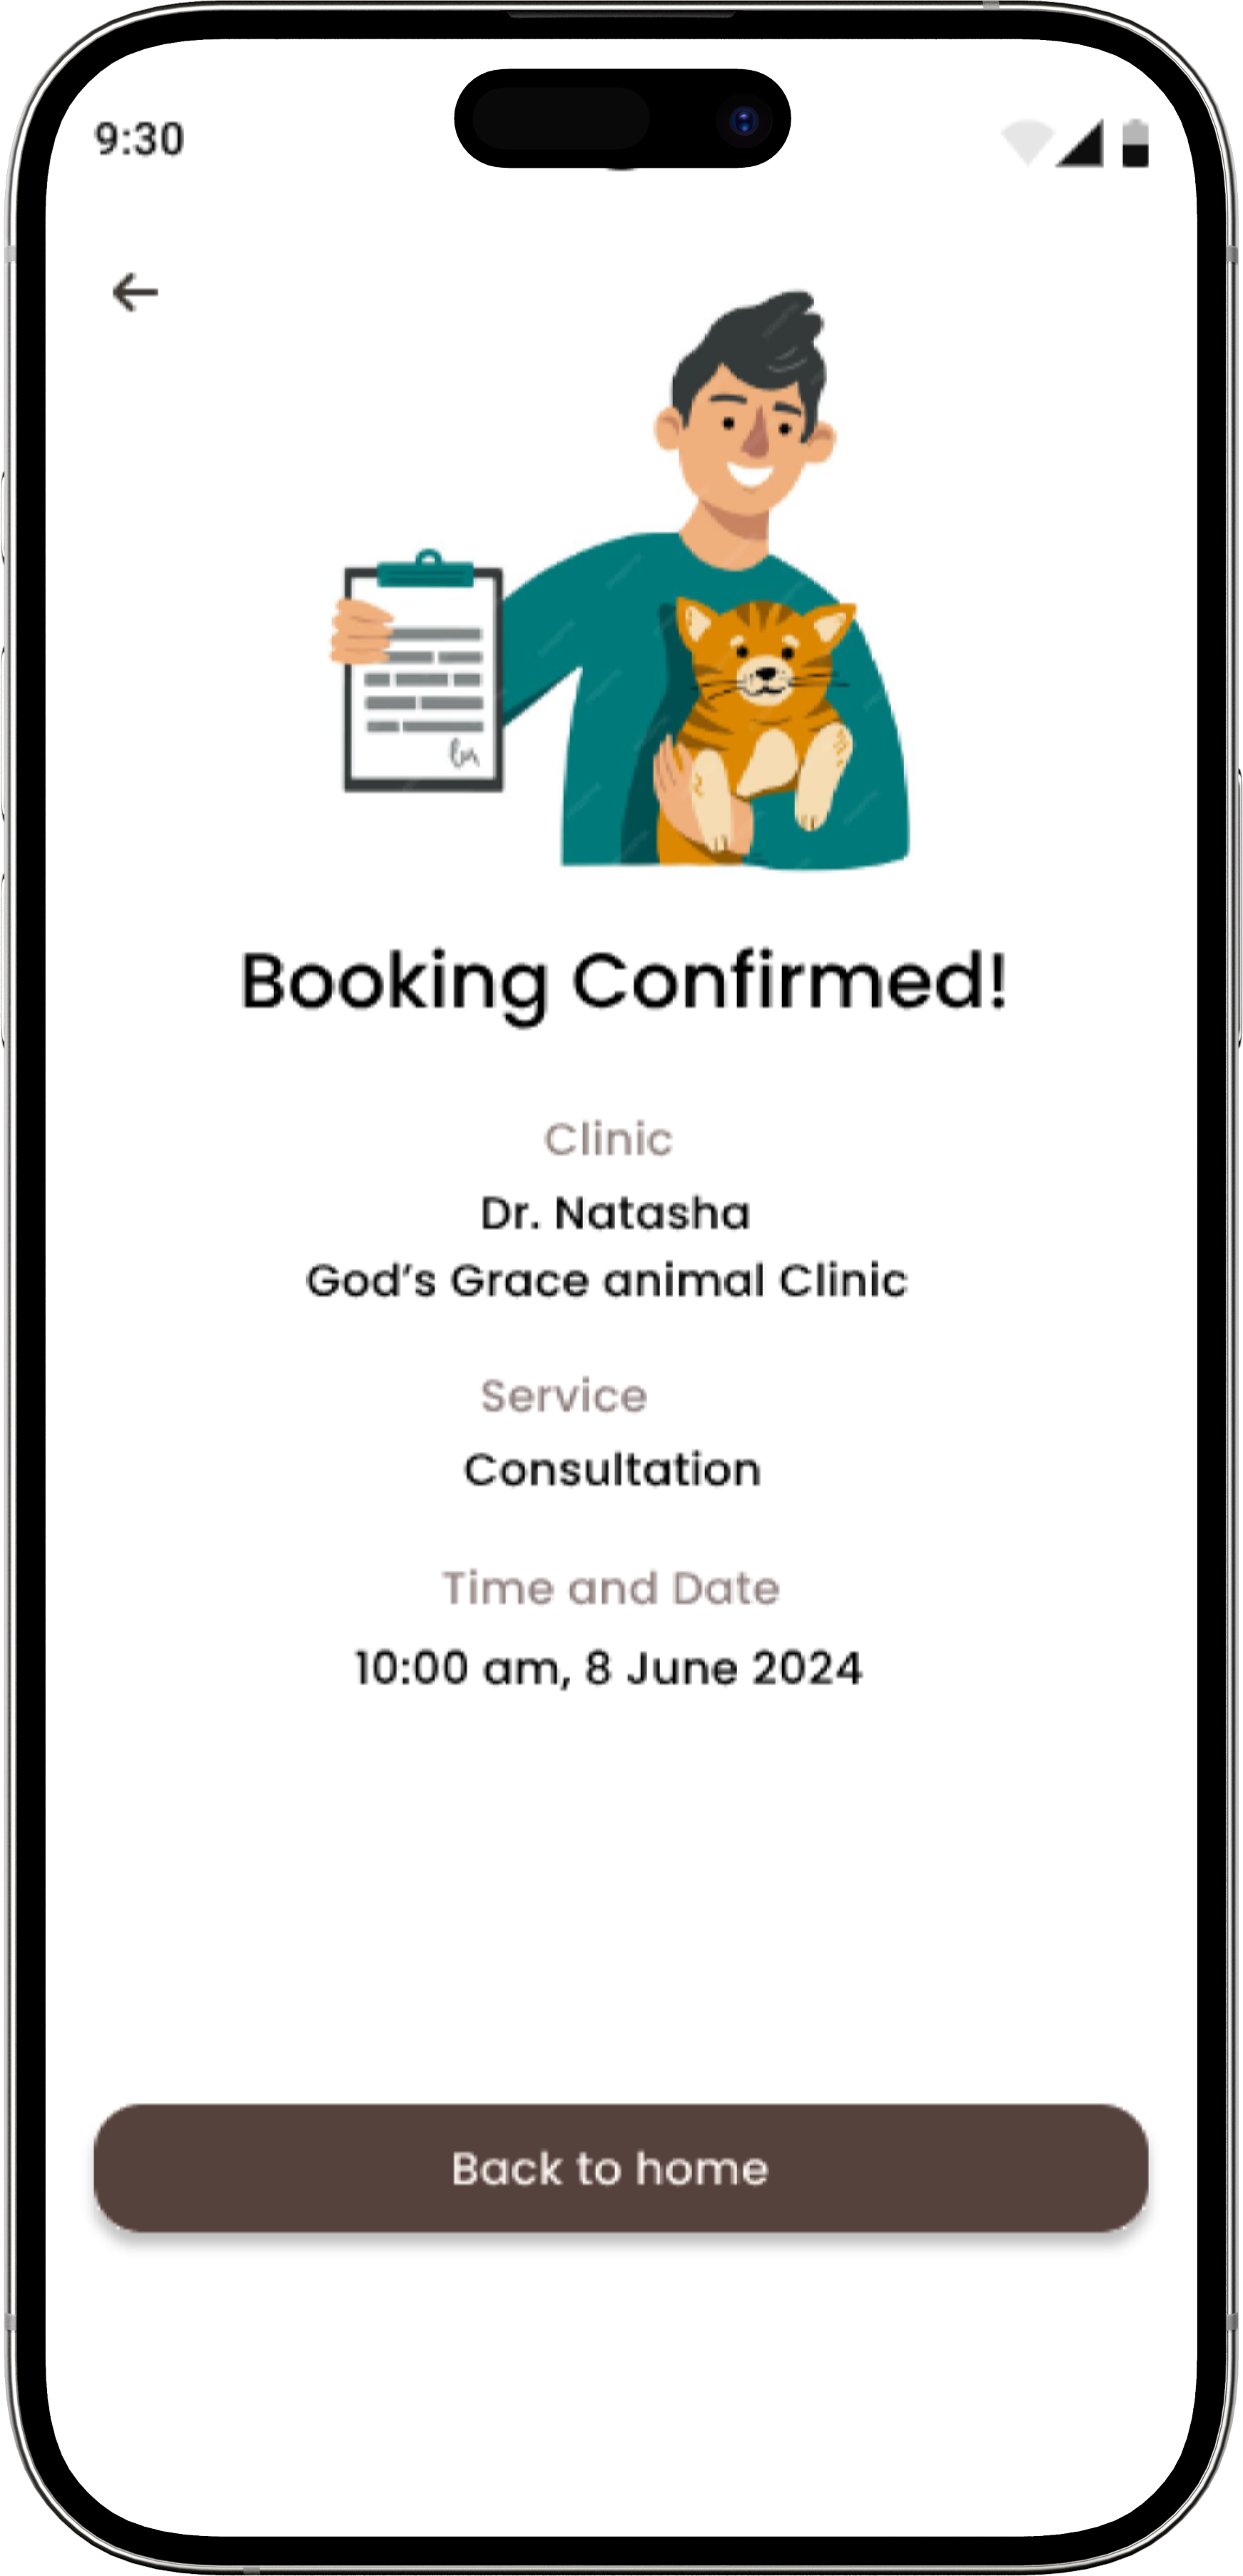 9:30
Booking Confirmed!
Clinic
Dr. Natasha
God’s Grace animal Clinic
Service
Consultation
Time and Date
10:00 am, 8 June 2024
Back to home